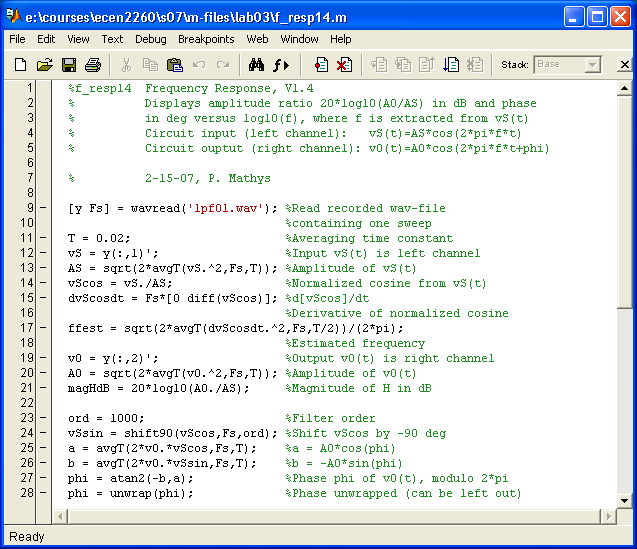 e:\courses\ecen2260\s07\m-files\lab03\f_resp14.m
File Edit View Text Debug Breakpoints Web Window Help
Stack: Base
1 %f_resp14 Frequency Response, V1.4
2 % Displays amplitude ratio 20*log10(A0/AS) in dB and phase
3 % in deg versus log10(f), where f is extracted from vS(t)
4 % Circuit input (left channel): vS(t)=AS*cos(2*pi*f*t)
5 % Circuit ouptut (right channel): v0(t)=A0*cos(2*pi*f*t+phi)
6
7 % 2-15-07, P. Mathys
8
9 - [y Fs] = wavread('lpf01.wav'); %Read recorded wav-file
10 %containing one sweep
11 - T = 0.02; %Averaging time constant
12 - vS = y(:,1)'; %Input vS(t) is left channel
13 - AS = sqrt(2*avgT(vS.^2,Fs,T)); %Amplitude of vS(t)
14 - vScos = vS./AS; %Normalized cosine from vS(t)
15 - dvScosdt = Fs*[0 diff(vScos)]; %d[vScos]/dt
16 %Derivative of normalized cosine
17 - ffest = sqrt(2*avgT(dvScosdt.^2,Fs,T/2))/(2*pi);
18 %Estimated frequency
19 - v0 = y(:,2)'; %Output v0(t) is right channel
20 - A0 = sqrt(2*avgT(v0.^2,Fs,T)); %Amplitude of v0(t)
21 - magHdB = 20*log10(A0./AS); %Magnitude of H in dB
22
23 - ord = 1000; %Filter order
24 - vSsin = shift90(vScos,Fs,ord); %Shift vScos by -90 deg
25 - a = avgT(2*v0.*vScos,Fs,T); %a = A0*cos(phi)
26 - b = avgT(2*v0.*vSsin,Fs,T); %b = -A0*sin(phi)
27 - phi = atan2(-b,a); %Phase phi of v0(t), modulo 2*pi
28 - phi = unwrap(phi); %Phase unwrapped (can be left out)
Ready